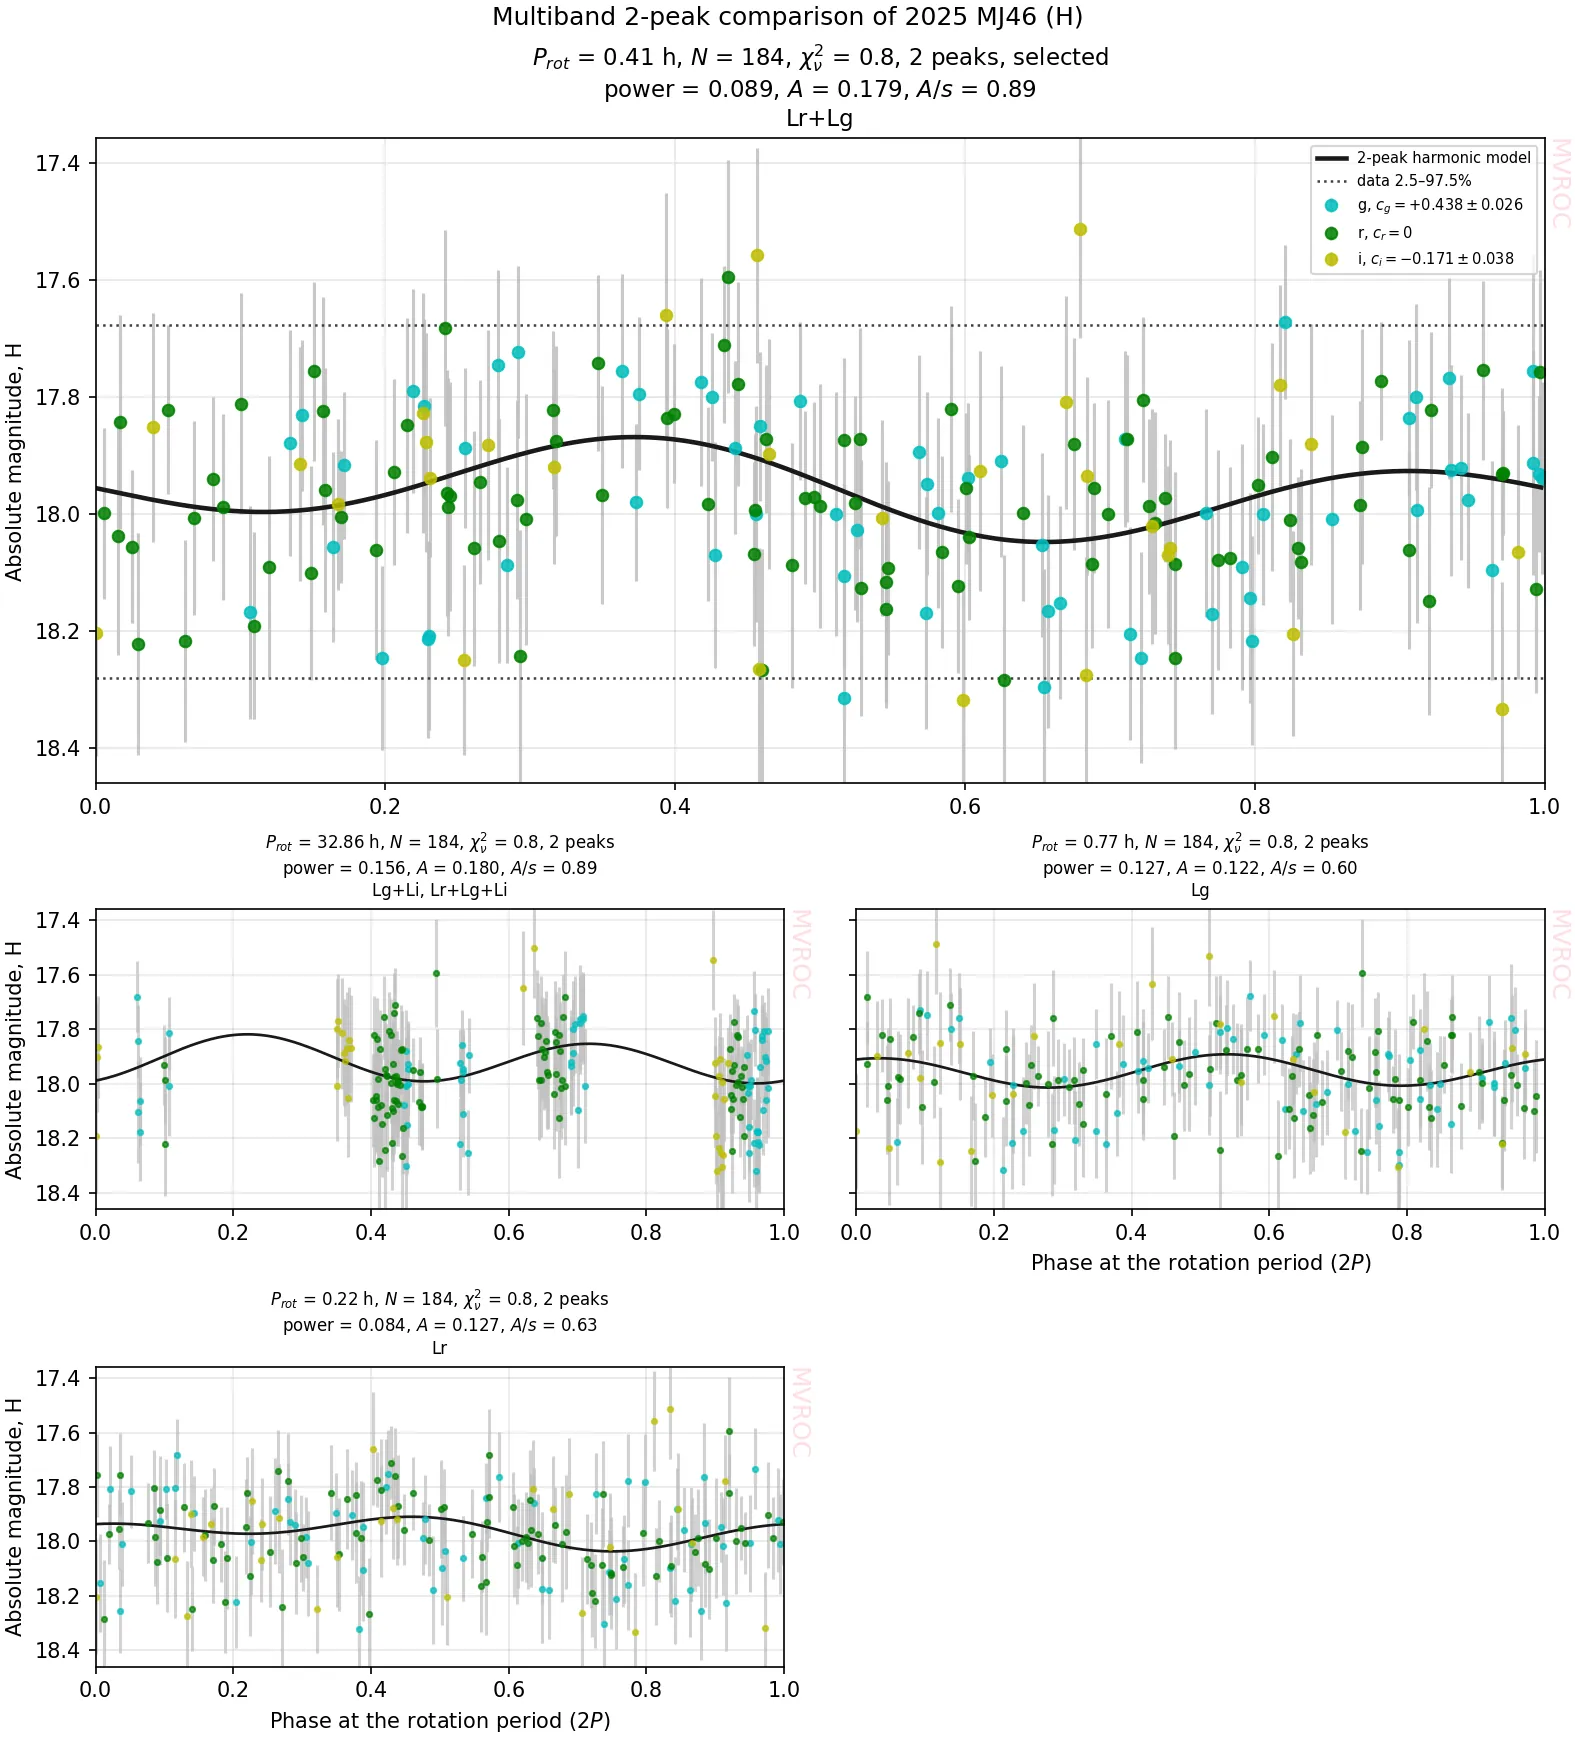 Multiband 2-peak comparison of 2025 MJ46 (H)
P_rot = 0.41 h, N = 184, χ²_ν = 0.8, 2 peaks, selected
power = 0.089, A = 0.179, A/s = 0.89
Lr+Lg
2-peak harmonic model
data 2.5–97.5%
g, c_g = +0.438 ± 0.026
r, c_r = 0
i, c_i = −0.171 ± 0.038
MVROC
Absolute magnitude, H
17.4
17.6
17.8
18.0
18.2
18.4
0.0 0.2 0.4 0.6 0.8 1.0
P_rot = 32.86 h, N = 184, χ²_ν = 0.8, 2 peaks
power = 0.156, A = 0.180, A/s = 0.89
Lg+Li, Lr+Lg+Li
MVROC
Absolute magnitude, H
17.4
17.6
17.8
18.0
18.2
18.4
0.0 0.2 0.4 0.6 0.8 1.0
P_rot = 0.77 h, N = 184, χ²_ν = 0.8, 2 peaks
power = 0.127, A = 0.122, A/s = 0.60
Lg
MVROC
0.0 0.2 0.4 0.6 0.8 1.0
Phase at the rotation period (2P)
P_rot = 0.22 h, N = 184, χ²_ν = 0.8, 2 peaks
power = 0.084, A = 0.127, A/s = 0.63
Lr
MVROC
Absolute magnitude, H
17.4
17.6
17.8
18.0
18.2
18.4
0.0 0.2 0.4 0.6 0.8 1.0
Phase at the rotation period (2P)